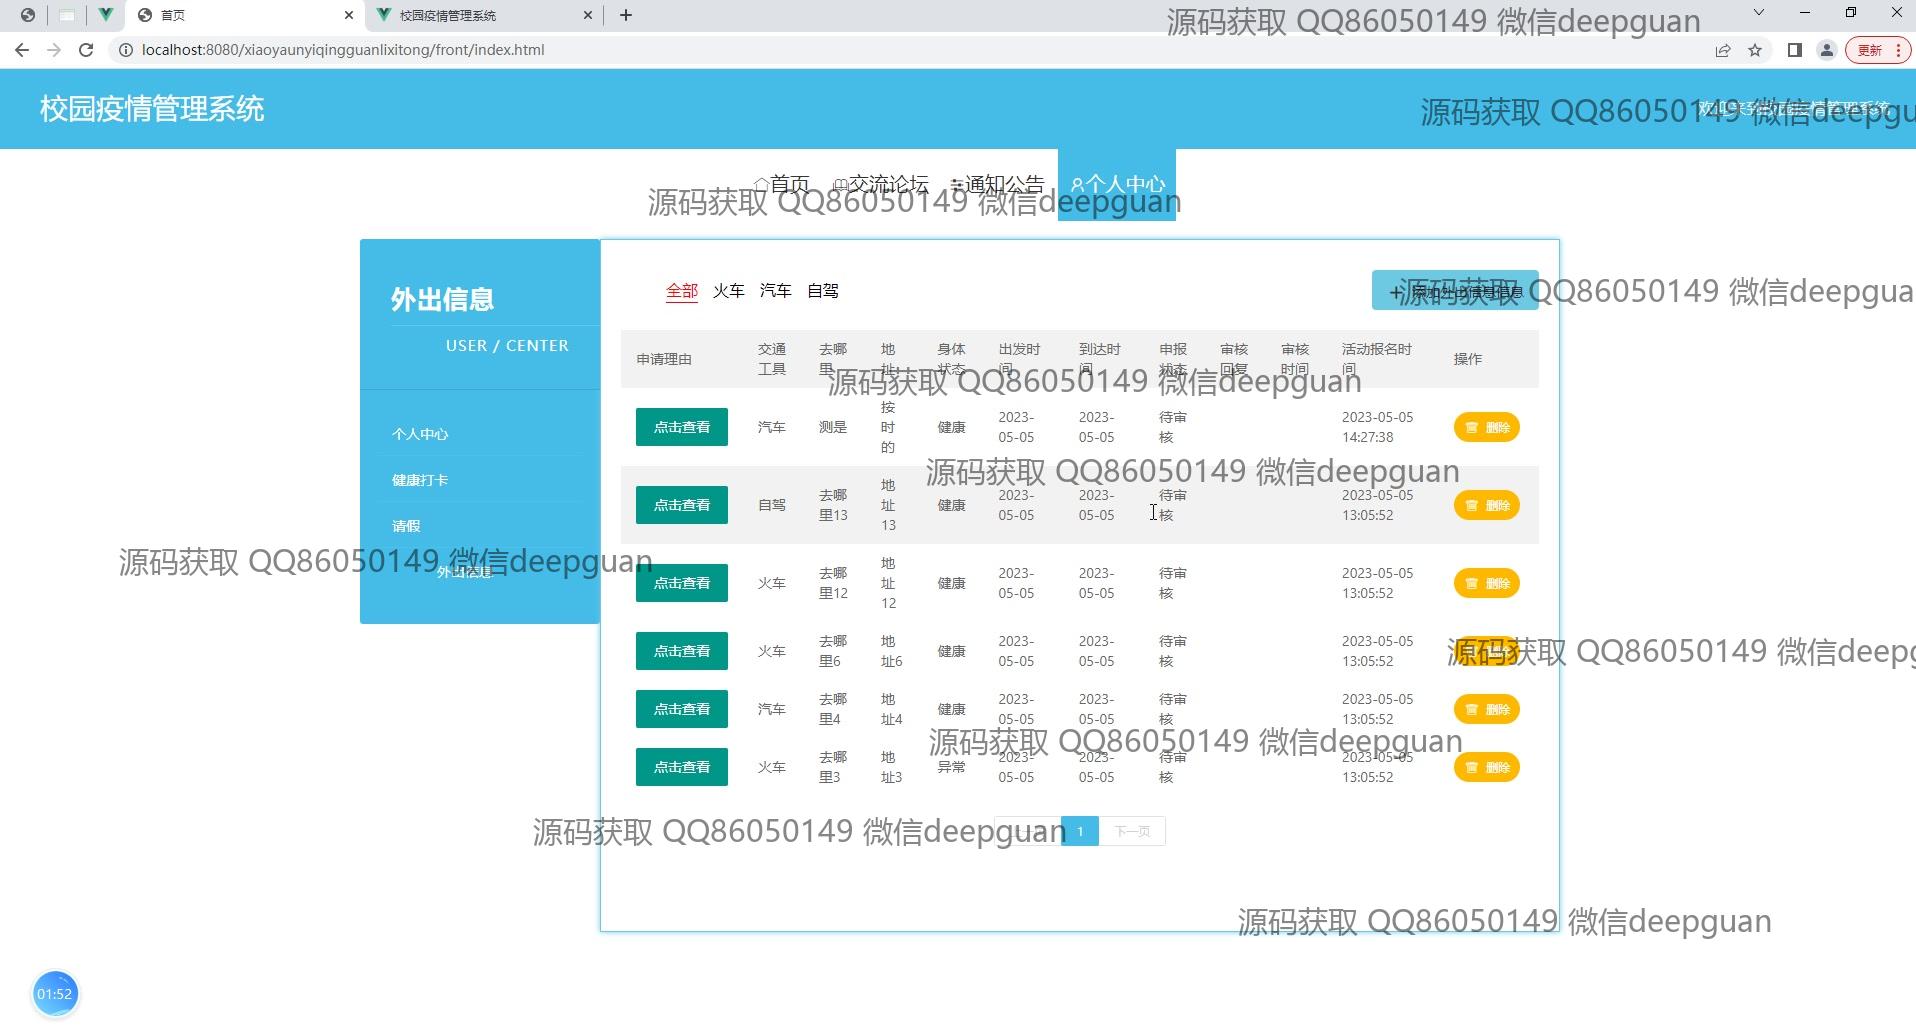 首页
校园疫情管理系统
源码获取 QQ86050149 微信deepguan
localhost:8080/xiaoyaunyiqingguanlixitong/front/index.html
更新
校园疫情管理系统
欢迎来到校园疫情管理系统
源码获取 QQ86050149 微信deepgu
首页 交流论坛 通知公告 个人中心
源码获取 QQ86050149 微信deepguan
外出信息
USER / CENTER
个人中心
健康打卡
请假
外出信息
源码获取 QQ86050149 微信deepguan
全部 火车 汽车 自驾
添加外出信息信息
源码获取 QQ86050149 微信deepgua
申请理由 交通工具 去哪里 地址 身体状态 出发时间 到达时间 申报状态 审核回复 审核时间 活动报名时间 操作
源码获取 QQ86050149 微信deepguan
点击查看 汽车 测是 按时的 健康 2023-05-05 2023-05-05 待审核 2023-05-05 14:27:38 删除
源码获取 QQ86050149 微信deepguan
点击查看 自驾 去哪里13 地址13 健康 2023-05-05 2023-05-05 待审核 2023-05-05 13:05:52 删除
点击查看 火车 去哪里12 地址12 健康 2023-05-05 2023-05-05 待审核 2023-05-05 13:05:52 删除
点击查看 火车 去哪里6 地址6 健康 2023-05-05 2023-05-05 待审核 2023-05-05 13:05:52
源码获取 QQ86050149 微信deepg
点击查看 汽车 去哪里4 地址4 健康 2023-05-05 2023-05-05 待审核 2023-05-05 13:05:52 删除
源码获取 QQ86050149 微信deepguan
点击查看 火车 去哪里3 地址3 异常 2023-05-05 2023-05-05 待审核 2023-05-05 13:05:52 删除
源码获取 QQ86050149 微信deepguan
1 下一页
源码获取 QQ86050149 微信deepguan
01:52